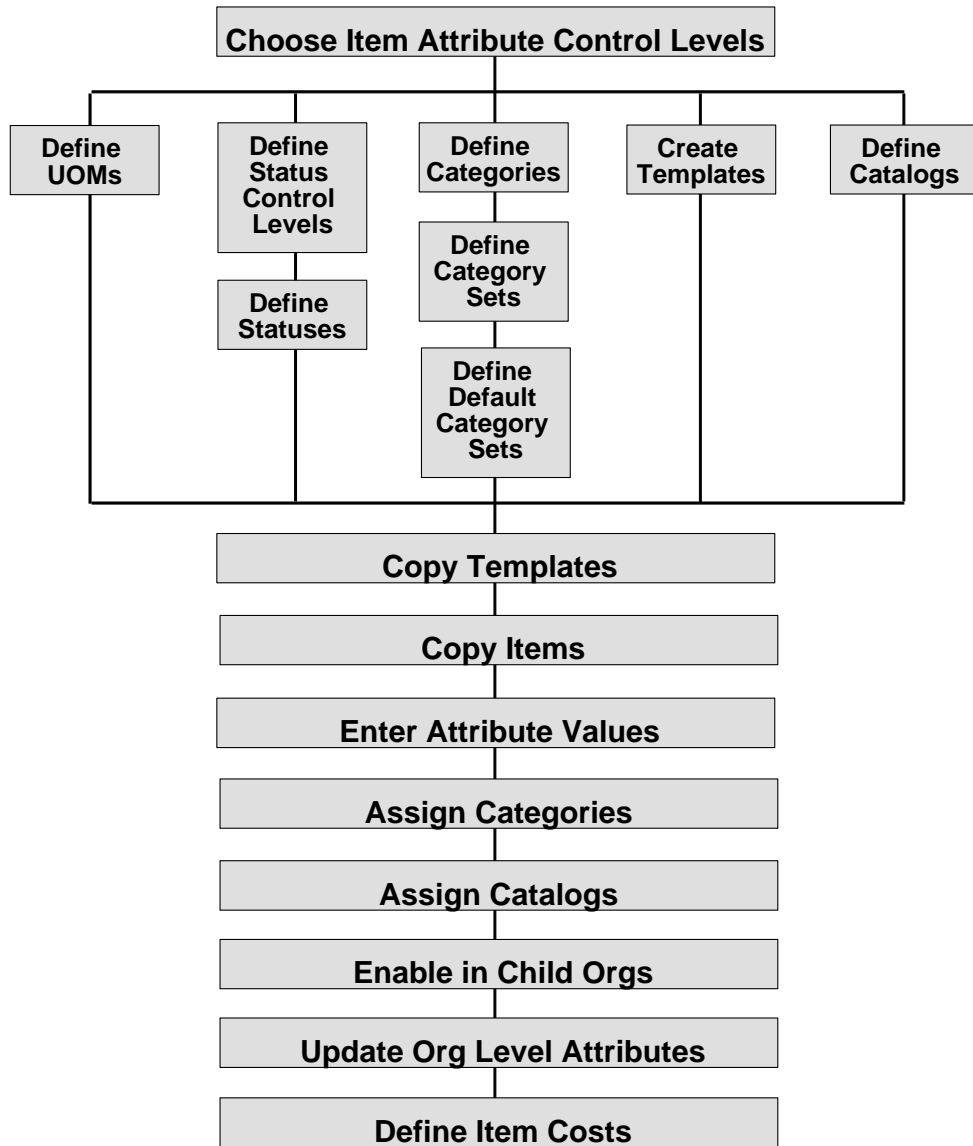 Choose Item Attribute Control Levels
Define
UOMs
Define
Status
Control
Levels
Define
Statuses
Define
Categories
Define
Category
Sets
Define
Default
Category
Sets
Create
Templates
Define
Catalogs
Copy Templates
Copy Items
Enter Attribute Values
Assign Categories
Assign Catalogs
Enable in Child Orgs
Update Org Level Attributes
Define Item Costs